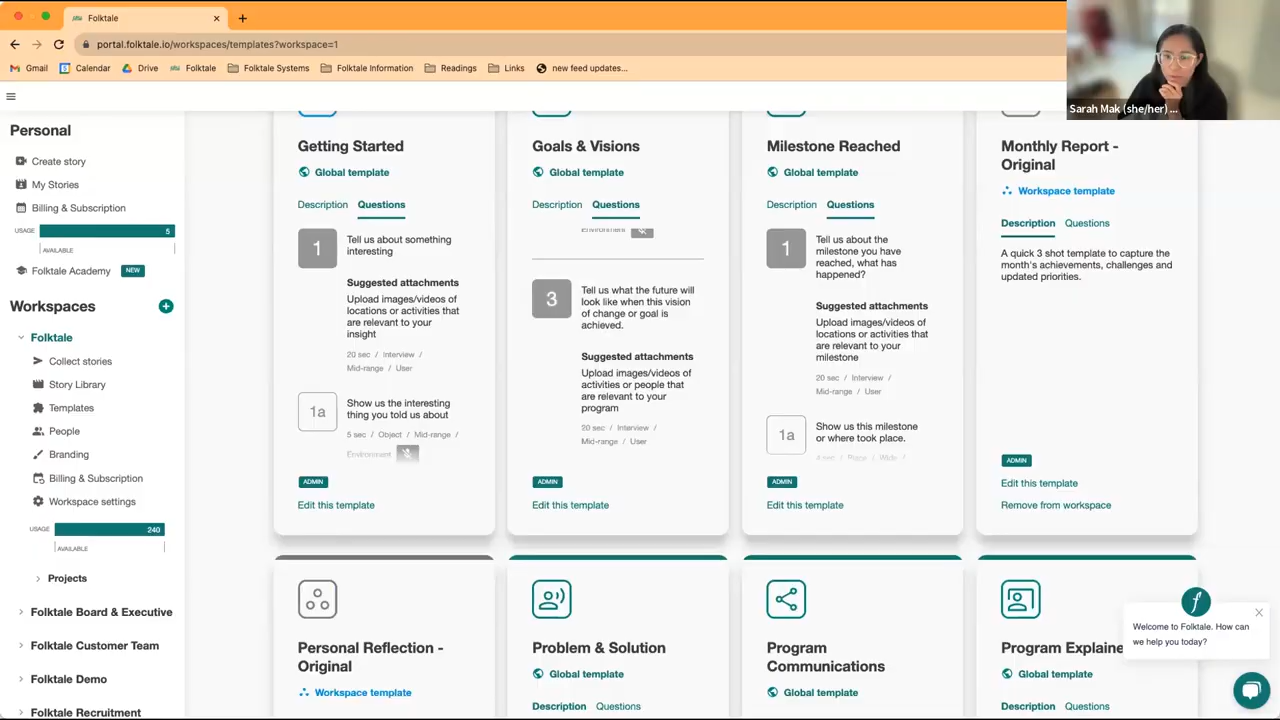 Folktale
portal.folktale.io/workspaces/templates?workspace=1
Gmail
Calendar
Drive
Folktale
Folktale Systems
Folktale Information
Readings
Links
new feed updates...
Sarah Mak (she/her) ...
Personal
Create story
My Stories
Billing & Subscription
USAGE
5
AVAILABLE
Folktale Academy
NEW
Workspaces
Folktale
Collect stories
Story Library
Templates
People
Branding
Billing & Subscription
Workspace settings
USAGE
240
AVAILABLE
Projects
Folktale Board & Executive
Folktale Customer Team
Folktale Demo
Folktale Recruitment
Getting Started
Global template
Description
Questions
1
Tell us about something
interesting
Suggested attachments
Upload images/videos of
locations or activities that
are relevant to your
insight
20 sec / Interview /
Mid-range / User
1a
Show us the interesting
thing you told us about
5 sec / Object / Mid-range /
Environment
ADMIN
Edit this template
Goals & Visions
Global template
Description
Questions
Environment
3
Tell us what the future will
look like when this vision
of change or goal is
achieved.
Suggested attachments
Upload images/videos of
activities or people that
are relevant to your
program
20 sec / Interview /
Mid-range / User
ADMIN
Edit this template
Milestone Reached
Global template
Description
Questions
1
Tell us about the
milestone you have
reached, what has
happened?
Suggested attachments
Upload images/videos of
locations or activities that
are relevant to your
milestone
20 sec / Interview /
Mid-range / User
1a
Show us this milestone
or where took place.
4 sec / Place / Wide /
ADMIN
Edit this template
Monthly Report -
Original
Workspace template
Description
Questions
A quick 3 shot template to capture the
month's achievements, challenges and
updated priorities.
ADMIN
Edit this template
Remove from workspace
Personal Reflection -
Original
Workspace template
Problem & Solution
Global template
Description
Questions
Program
Communications
Global template
Program Explaine
Global template
Description
Questions
f
Welcome to Folktale. How can
we help you today?